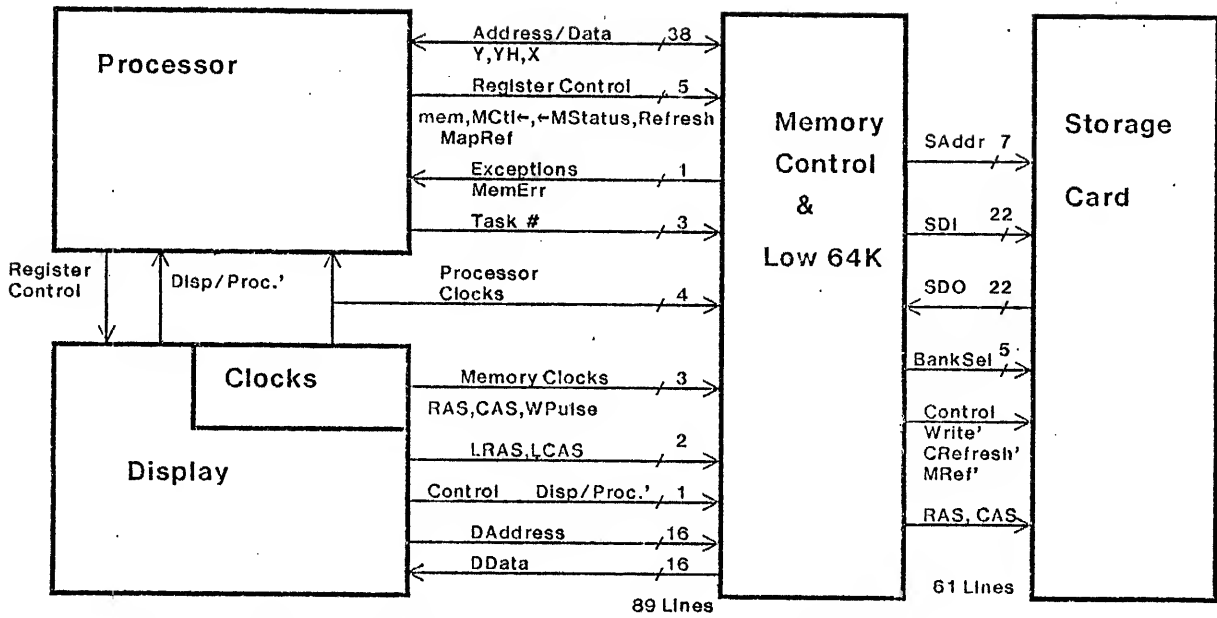 Processor
Address/Data 38
Y,YH,X
Register Control 5
mem,MCtl←,←MStatus,Refresh
MapRef
Exceptions 1
MemErr
Task # 3
Register
Control
Disp/Proc.'
Processor
Clocks 4
Clocks
Display
Memory Clocks 3
RAS,CAS,WPulse
LRAS,LCAS 2
Control Disp/Proc.' 1
DAddress 16
DData 16
89 Lines
Memory
Control
&
Low 64K
SAddr 7
SDI 22
SDO 22
BankSel 5
Control
Write'
CRefresh'
MRef'
RAS, CAS
61 Lines
Storage
Card